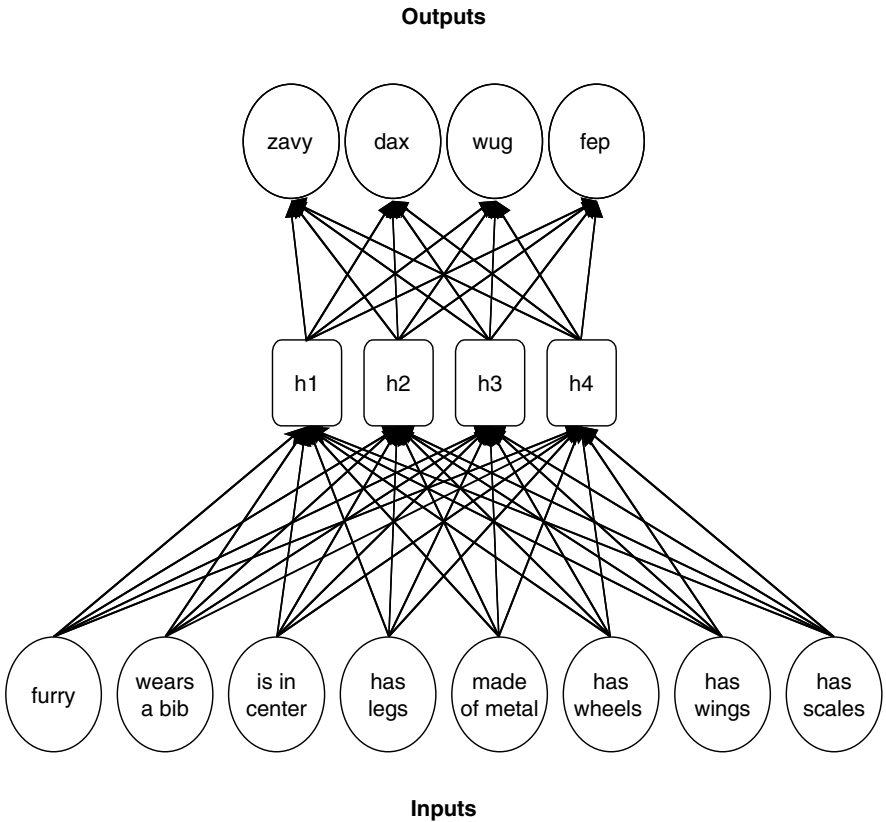 Outputs
zavy
dax
wug
fep
h1
h2
h3
h4
furry
wears
a bib
is in
center
has
legs
made
of metal
has
wheels
has
wings
has
scales
Inputs